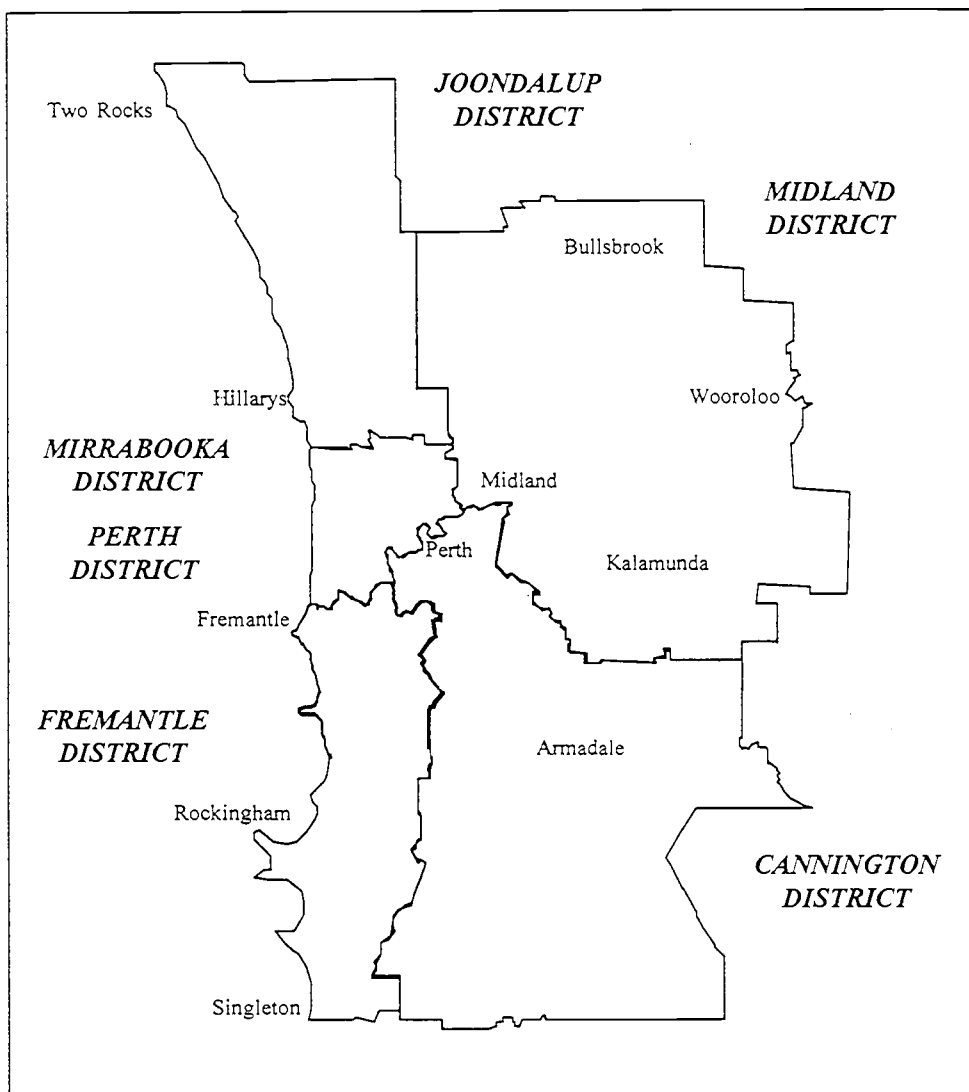 JOONDALUP
DISTRICT
Two Rocks
MIDLAND
DISTRICT
Bullsbrook
Hillarys
Wooroloo
MIRRABOOKA
DISTRICT
Midland
PERTH
DISTRICT
Perth
Kalamunda
Fremantle
FREMANTLE
DISTRICT
Armadale
Rockingham
CANNINGTON
DISTRICT
Singleton